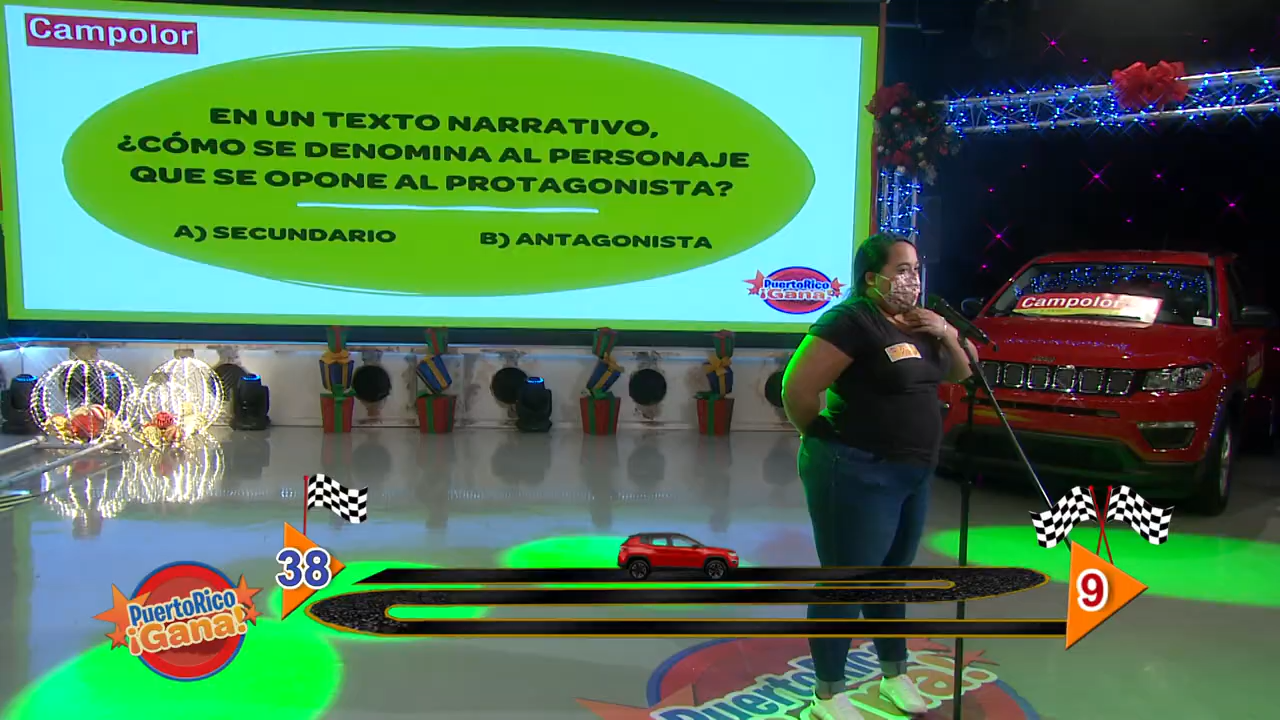 Campolor
EN UN TEXTO NARRATIVO,
¿CÓMO SE DENOMINA AL PERSONAJE
QUE SE OPONE AL PROTAGONISTA?
A) SECUNDARIO
B) ANTAGONISTA
PuertoRico
¡Gana!
Campolor
38
9
PuertoRico
¡Gana!
PuertoRico